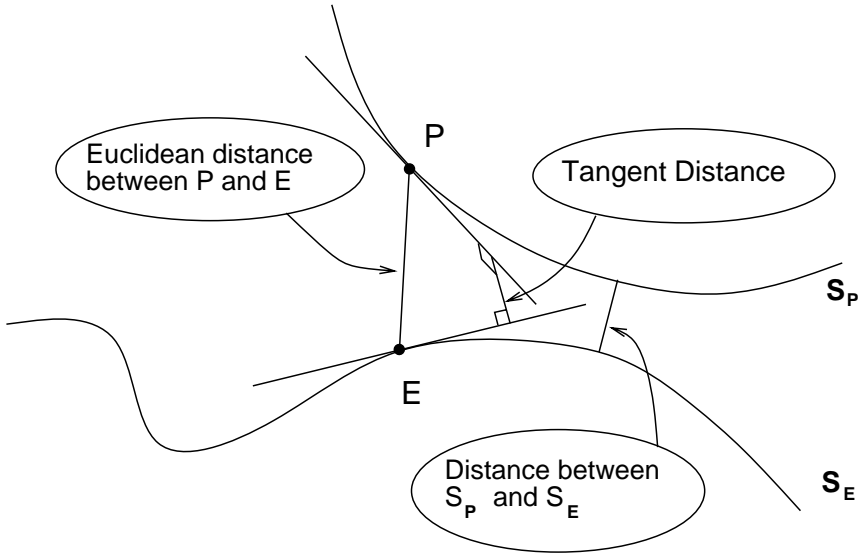 P
Euclidean distance
between P and E
Tangent Distance
S_P
E
Distance between
S_P and S_E
S_E